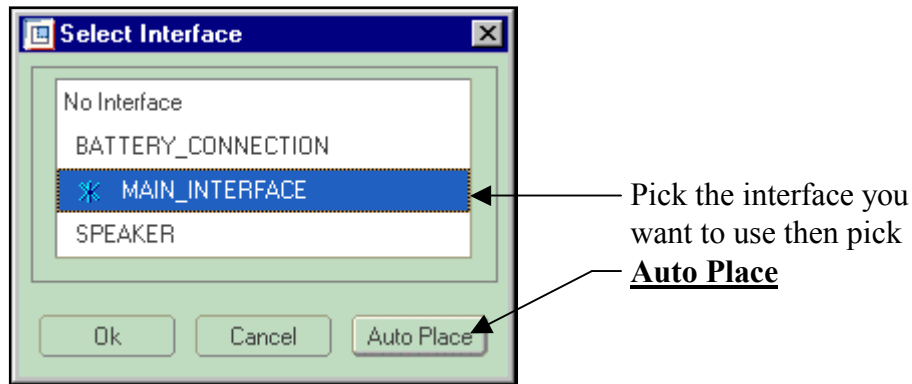 Select Interface
No Interface
BATTERY_CONNECTION
MAIN_INTERFACE
SPEAKER
Ok Cancel Auto Place
Pick the interface you
want to use then pick
Auto Place